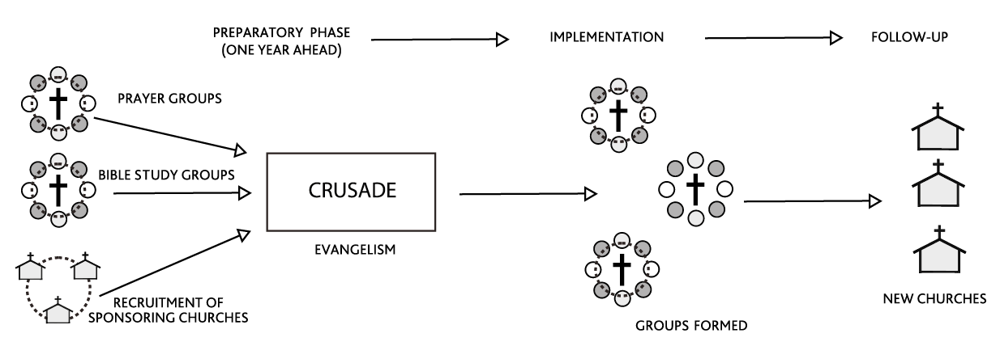 PREPARATORY PHASE
(ONE YEAR AHEAD)
IMPLEMENTATION
FOLLOW-UP
PRAYER GROUPS
BIBLE STUDY GROUPS
CRUSADE
EVANGELISM
RECRUITMENT OF
SPONSORING CHURCHES
GROUPS FORMED
NEW CHURCHES